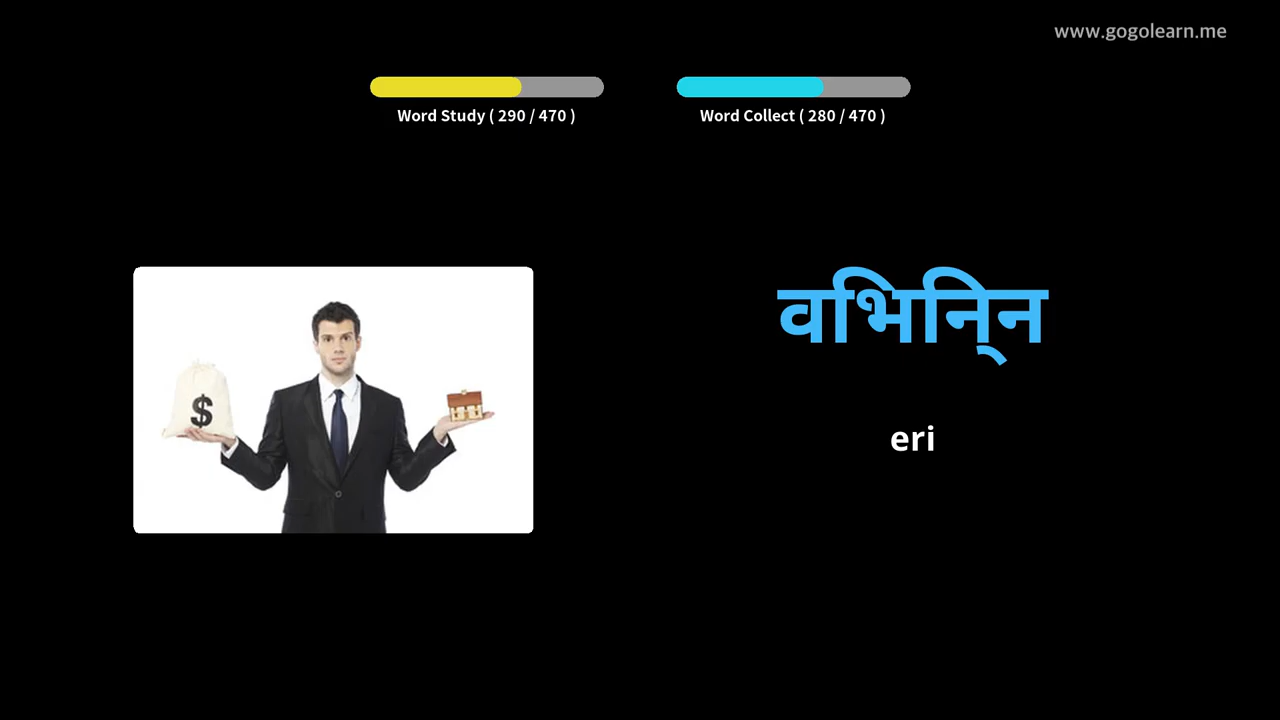 www.gogolearn.me
Word Study ( 290 / 470 )
Word Collect ( 280 / 470 )
वभिनि्न
eri
$